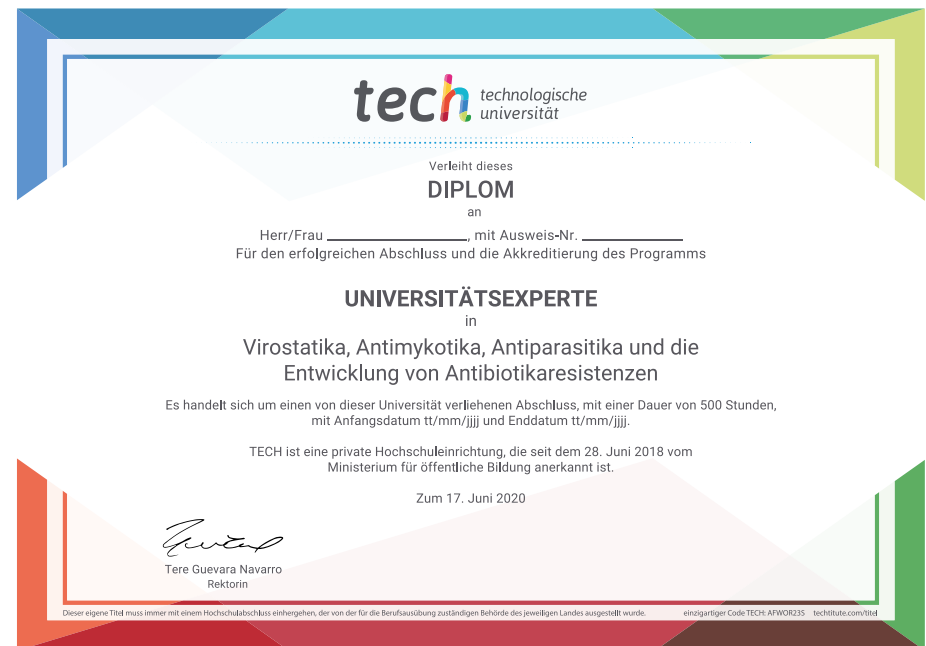 tech technologische
universität
Verleiht dieses
DIPLOM
an
Herr/Frau ____________, mit Ausweis-Nr. ____________
Für den erfolgreichen Abschluss und die Akkreditierung des Programms
UNIVERSITÄTSEXPERTE
in
Virostatika, Antimykotika, Antiparasitika und die
Entwicklung von Antibiotikaresistenzen
Es handelt sich um einen von dieser Universität verliehenen Abschluss, mit einer Dauer von 500 Stunden,
mit Anfangsdatum tt/mm/jjjj und Enddatum tt/mm/jjjj.
TECH ist eine private Hochschuleinrichtung, die seit dem 28. Juni 2018 vom
Ministerium für öffentliche Bildung anerkannt ist.
Zum 17. Juni 2020
Tere Guevara Navarro
Rektorin
Dieser eigene Titel muss immer mit einem Hochschulabschluss einhergehen, der von der für die Berufsausübung zuständigen Behörde des jeweiligen Landes ausgestellt wurde. einzigartiger Code TECH: AFWOR23S techtitute.com/titel